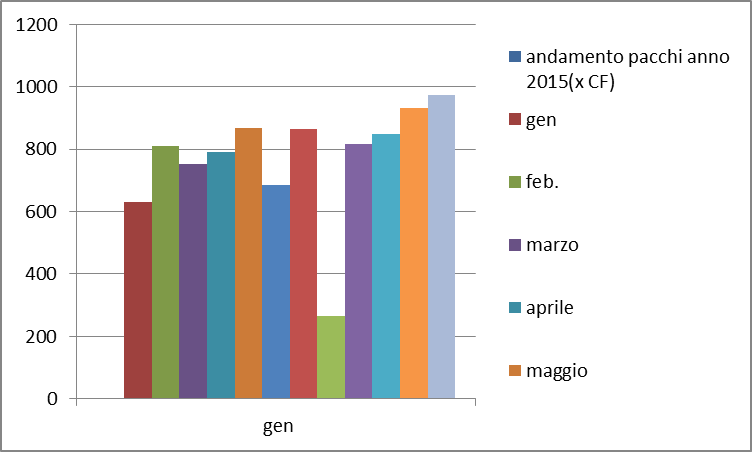 1200
1000
800
600
400
200
0
gen
andamento pacchi anno
2015(x CF)
gen
feb.
marzo
aprile
maggio